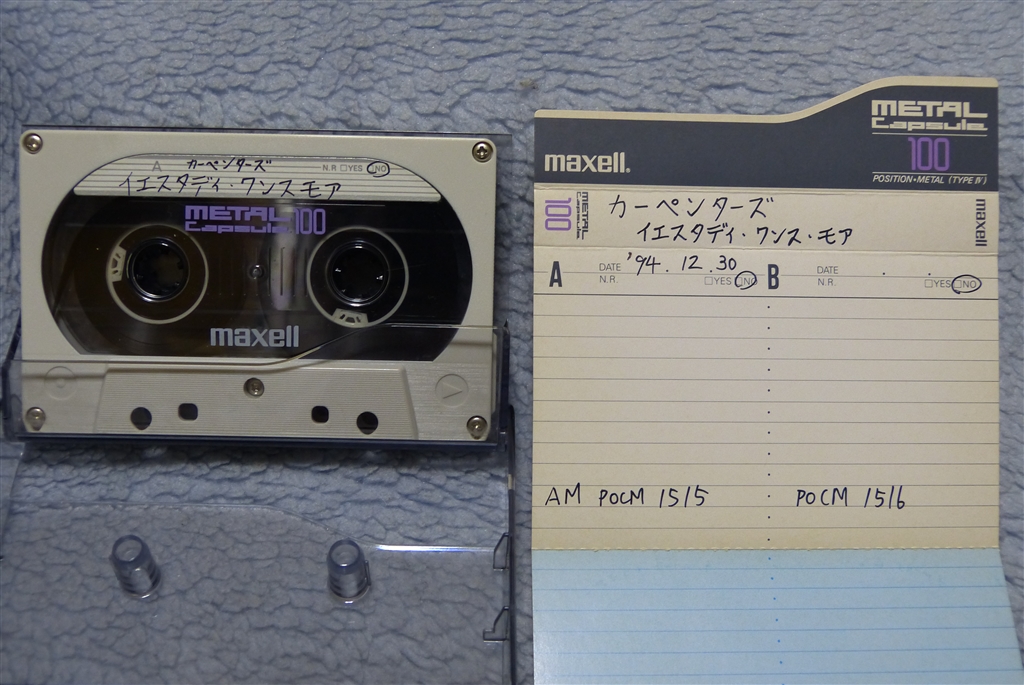 A カーペンターズ N.R □YES □NO
イエスタディ・ワンスモア
METAL
Capsule 100
maxell
METAL
Capsule
100
maxell.
POSITION•METAL (TYPE IV)
METAL
Capsule
100
カーペンターズ
イエスタディ・ワンス・モア
maxell
A DATE '94. 12. 30
N.R. □YES □NO
B DATE . .
N.R. □YES □NO
AM POCM 1515
POCM 1516